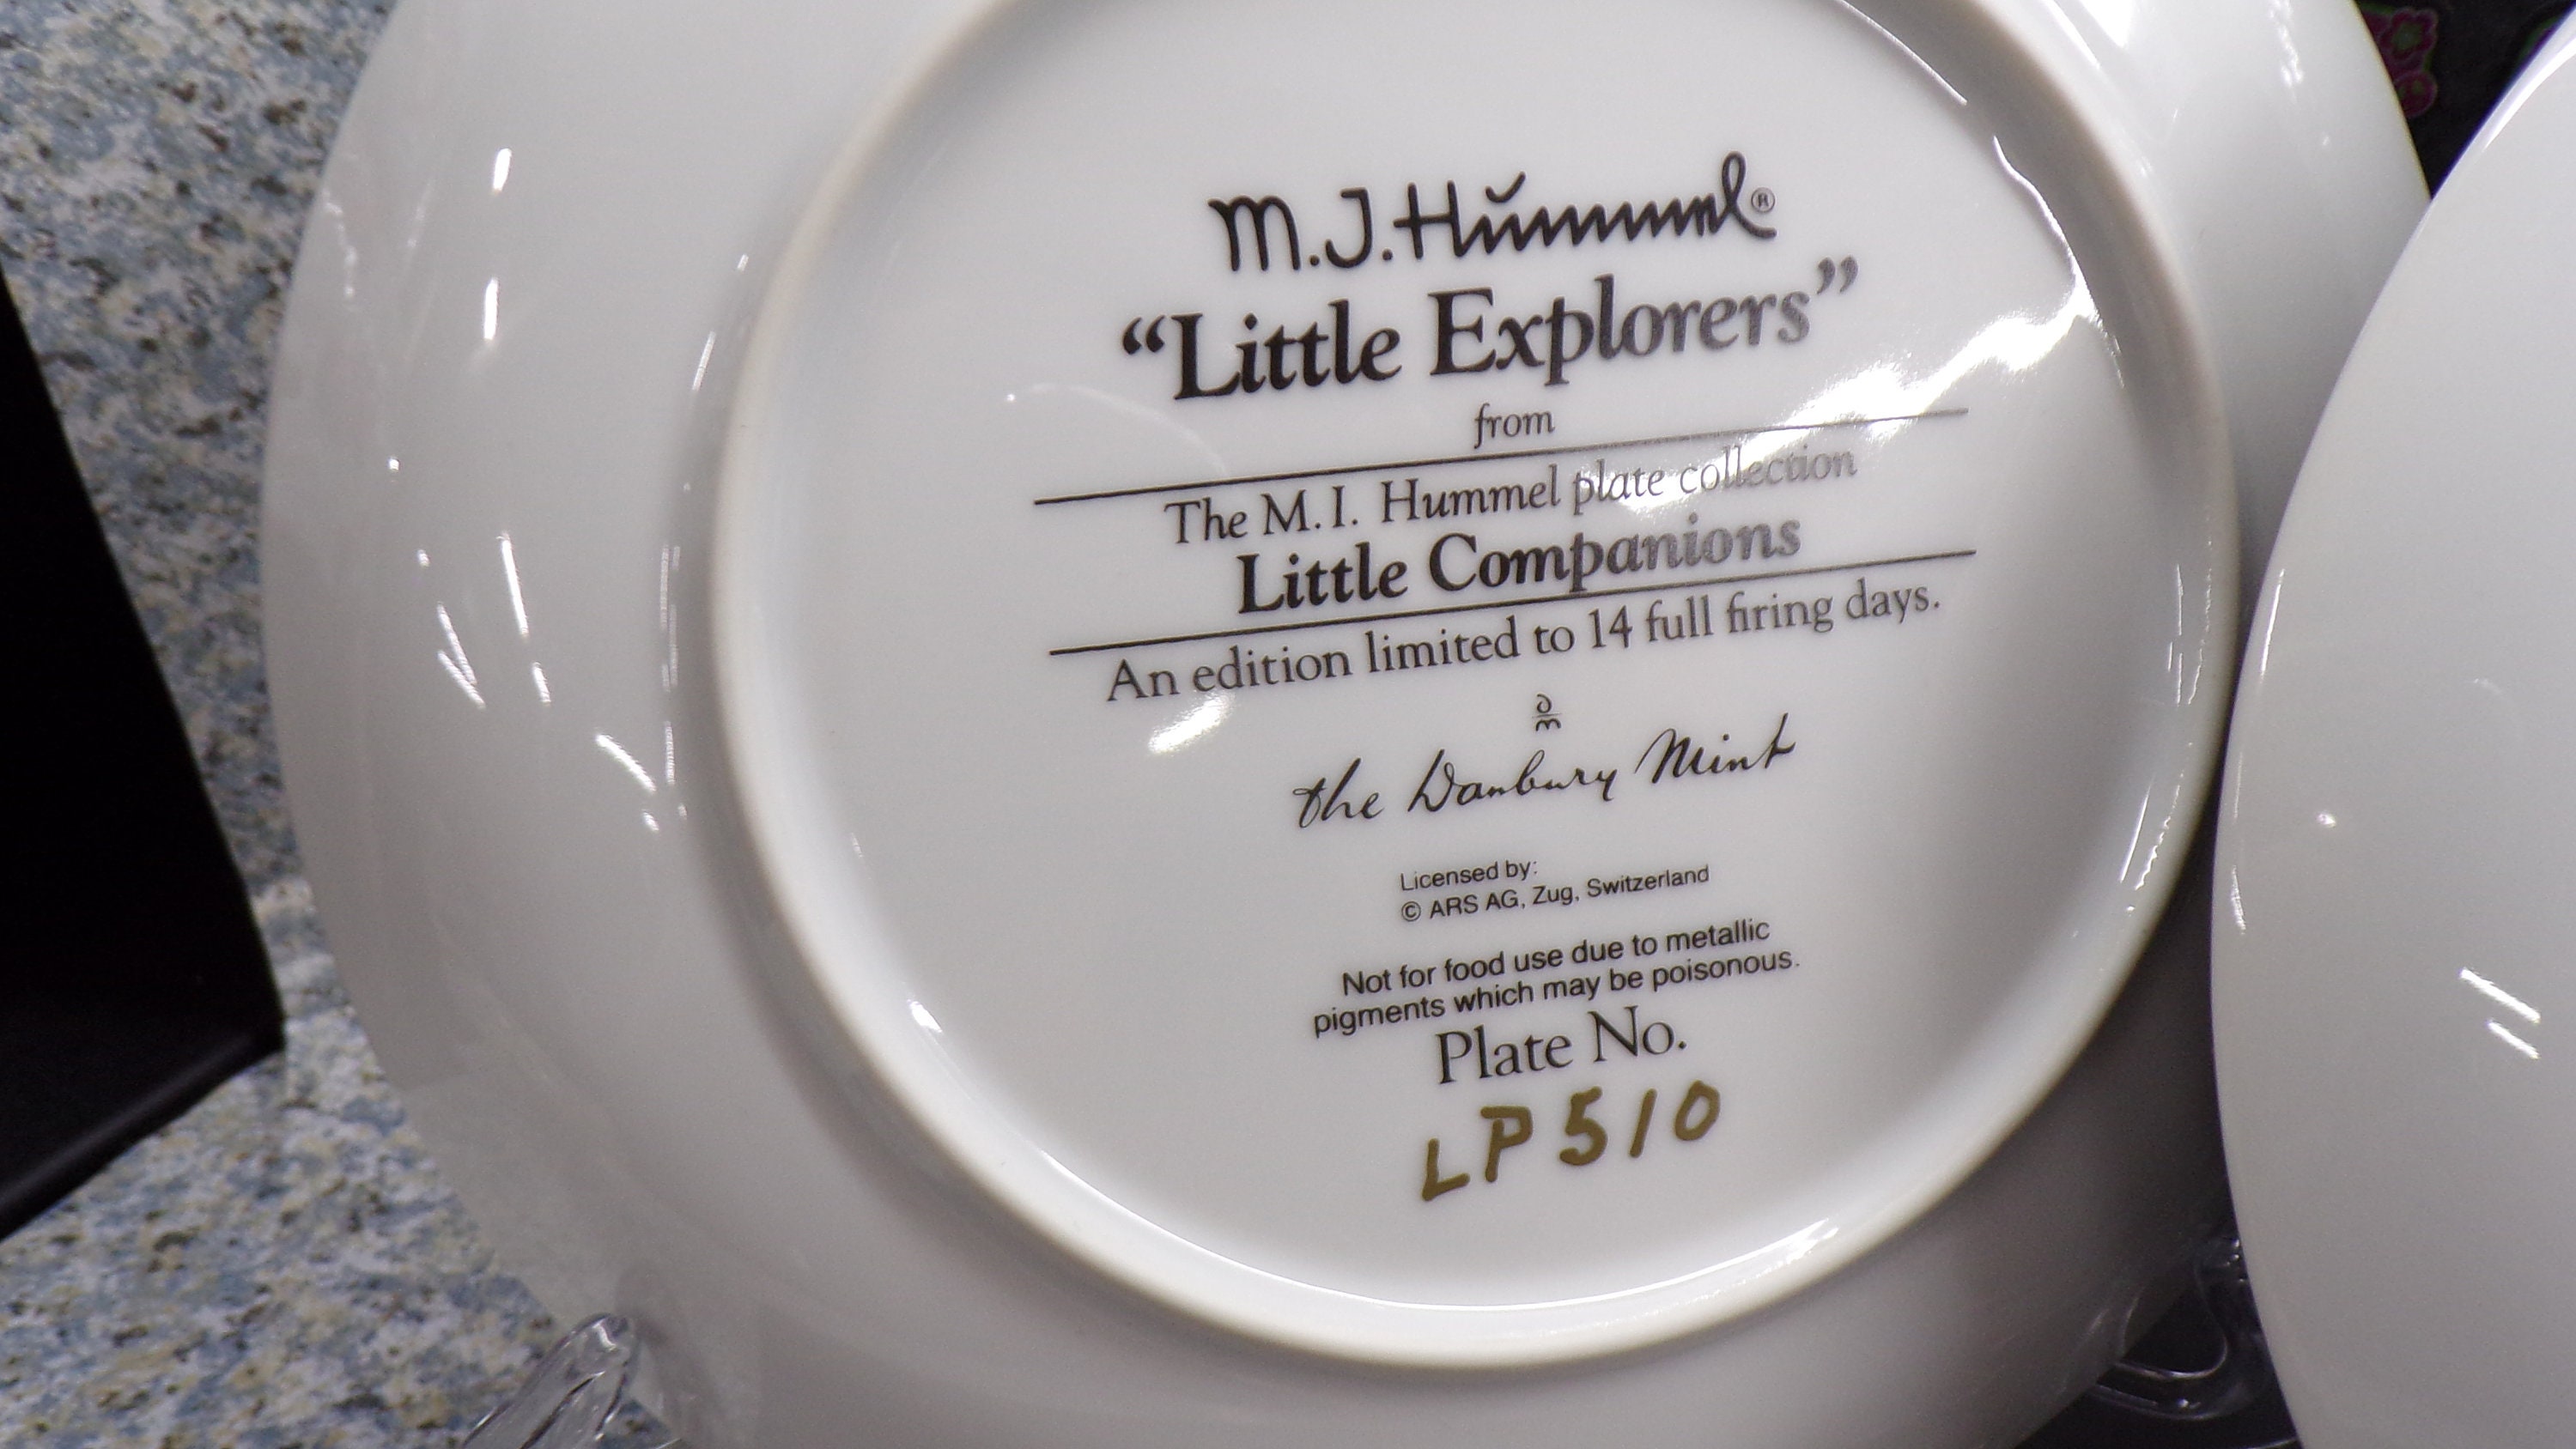 M.J. Hummel®
“Little Explorers”
from
The M.I. Hummel plate collection
Little Companions
An edition limited to 14 full firing days.
dm
the Danbury Mint
Licensed by:
© ARS AG, Zug, Switzerland
Not for food use due to metallic
pigments which may be poisonous.
Plate No.
LP510